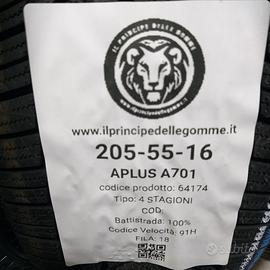 IL PRINCIPE DELLE GOMME
www.ilprincipedellegomme.it
205-55-16
APLUS A701
codice prodotto: 64174
Tipo: 4 STAGIONI
COD:
Battistrada: 100%
Codice Velocità: 91H
FILA: 18
subito